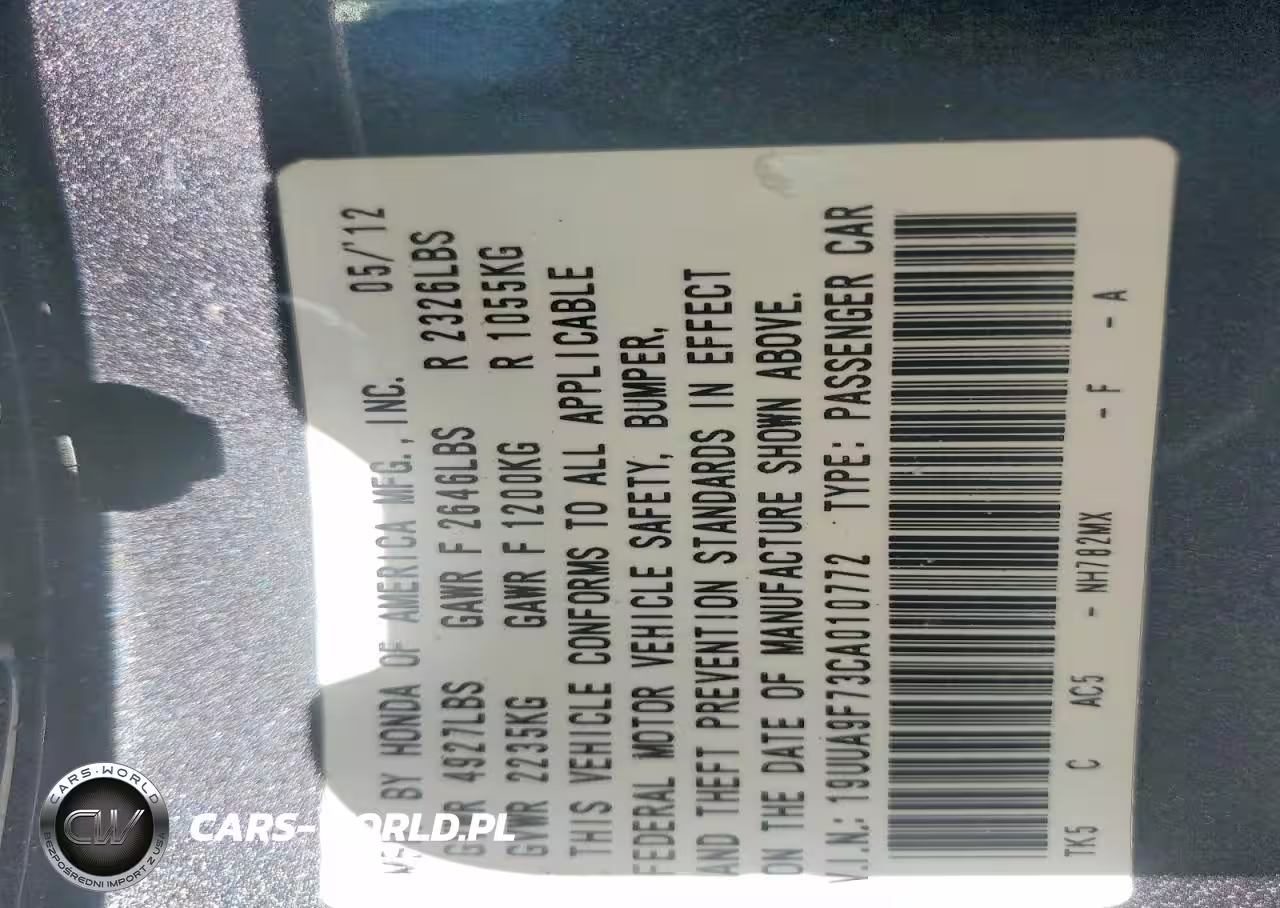 MFD. BY HONDA OF AMERICA MFG., INC. 05/'12
GVWR 4927LBS GAWR F 2646LBS R 2326LBS
GVWR 2235KG GAWR F 1200KG R 1055KG
THIS VEHICLE CONFORMS TO ALL APPLICABLE
FEDERAL MOTOR VEHICLE SAFETY, BUMPER,
AND THEFT PREVENTION STANDARDS IN EFFECT
ON THE DATE OF MANUFACTURE SHOWN ABOVE.
V.I.N.: 19UUA9F73CA010772 TYPE: PASSENGER CAR
TK5 C AC5 - NH782MX - F - A
CARS-WORLD
CW
BEZPOŚREDNI IMPORT Z USA
CARS-WORLD.PL